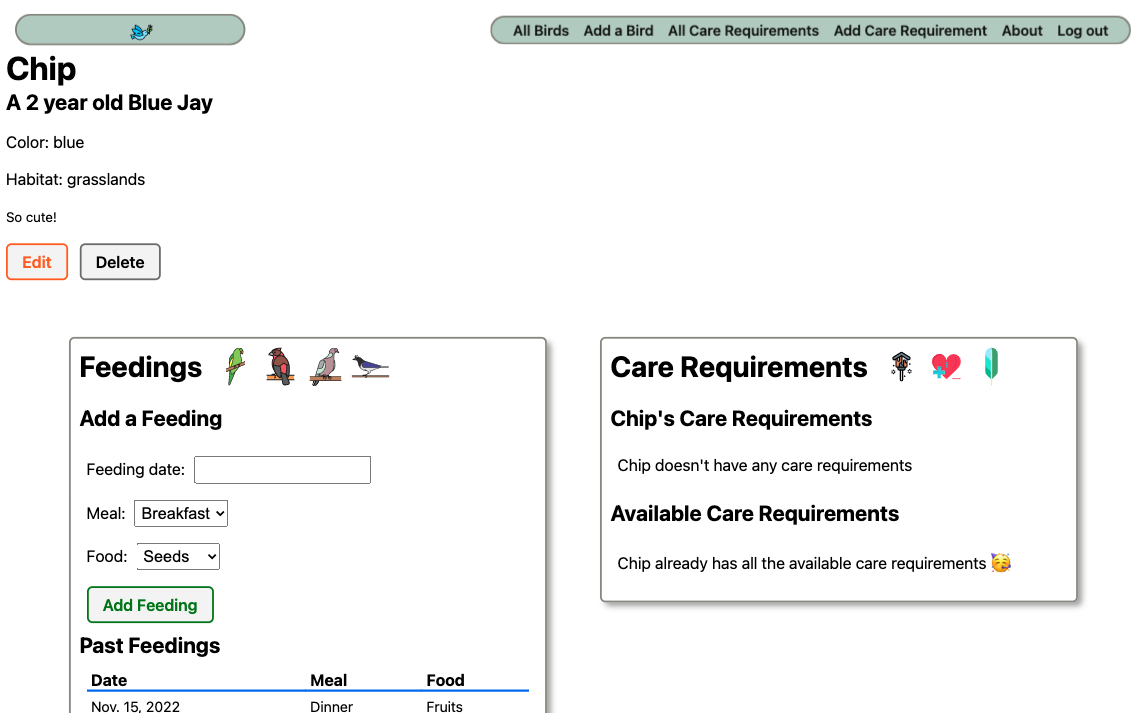 All Birds Add a Bird All Care Requirements Add Care Requirement About Log out
Chip
A 2 year old Blue Jay
Color: blue
Habitat: grasslands
So cute!
Edit Delete
Feedings
Add a Feeding
Feeding date:
Meal: Breakfast
Food: Seeds
Add Feeding
Past Feedings
Date Meal Food
Nov. 15, 2022 Dinner Fruits
Care Requirements
Chip's Care Requirements
Chip doesn't have any care requirements
Available Care Requirements
Chip already has all the available care requirements 🥳